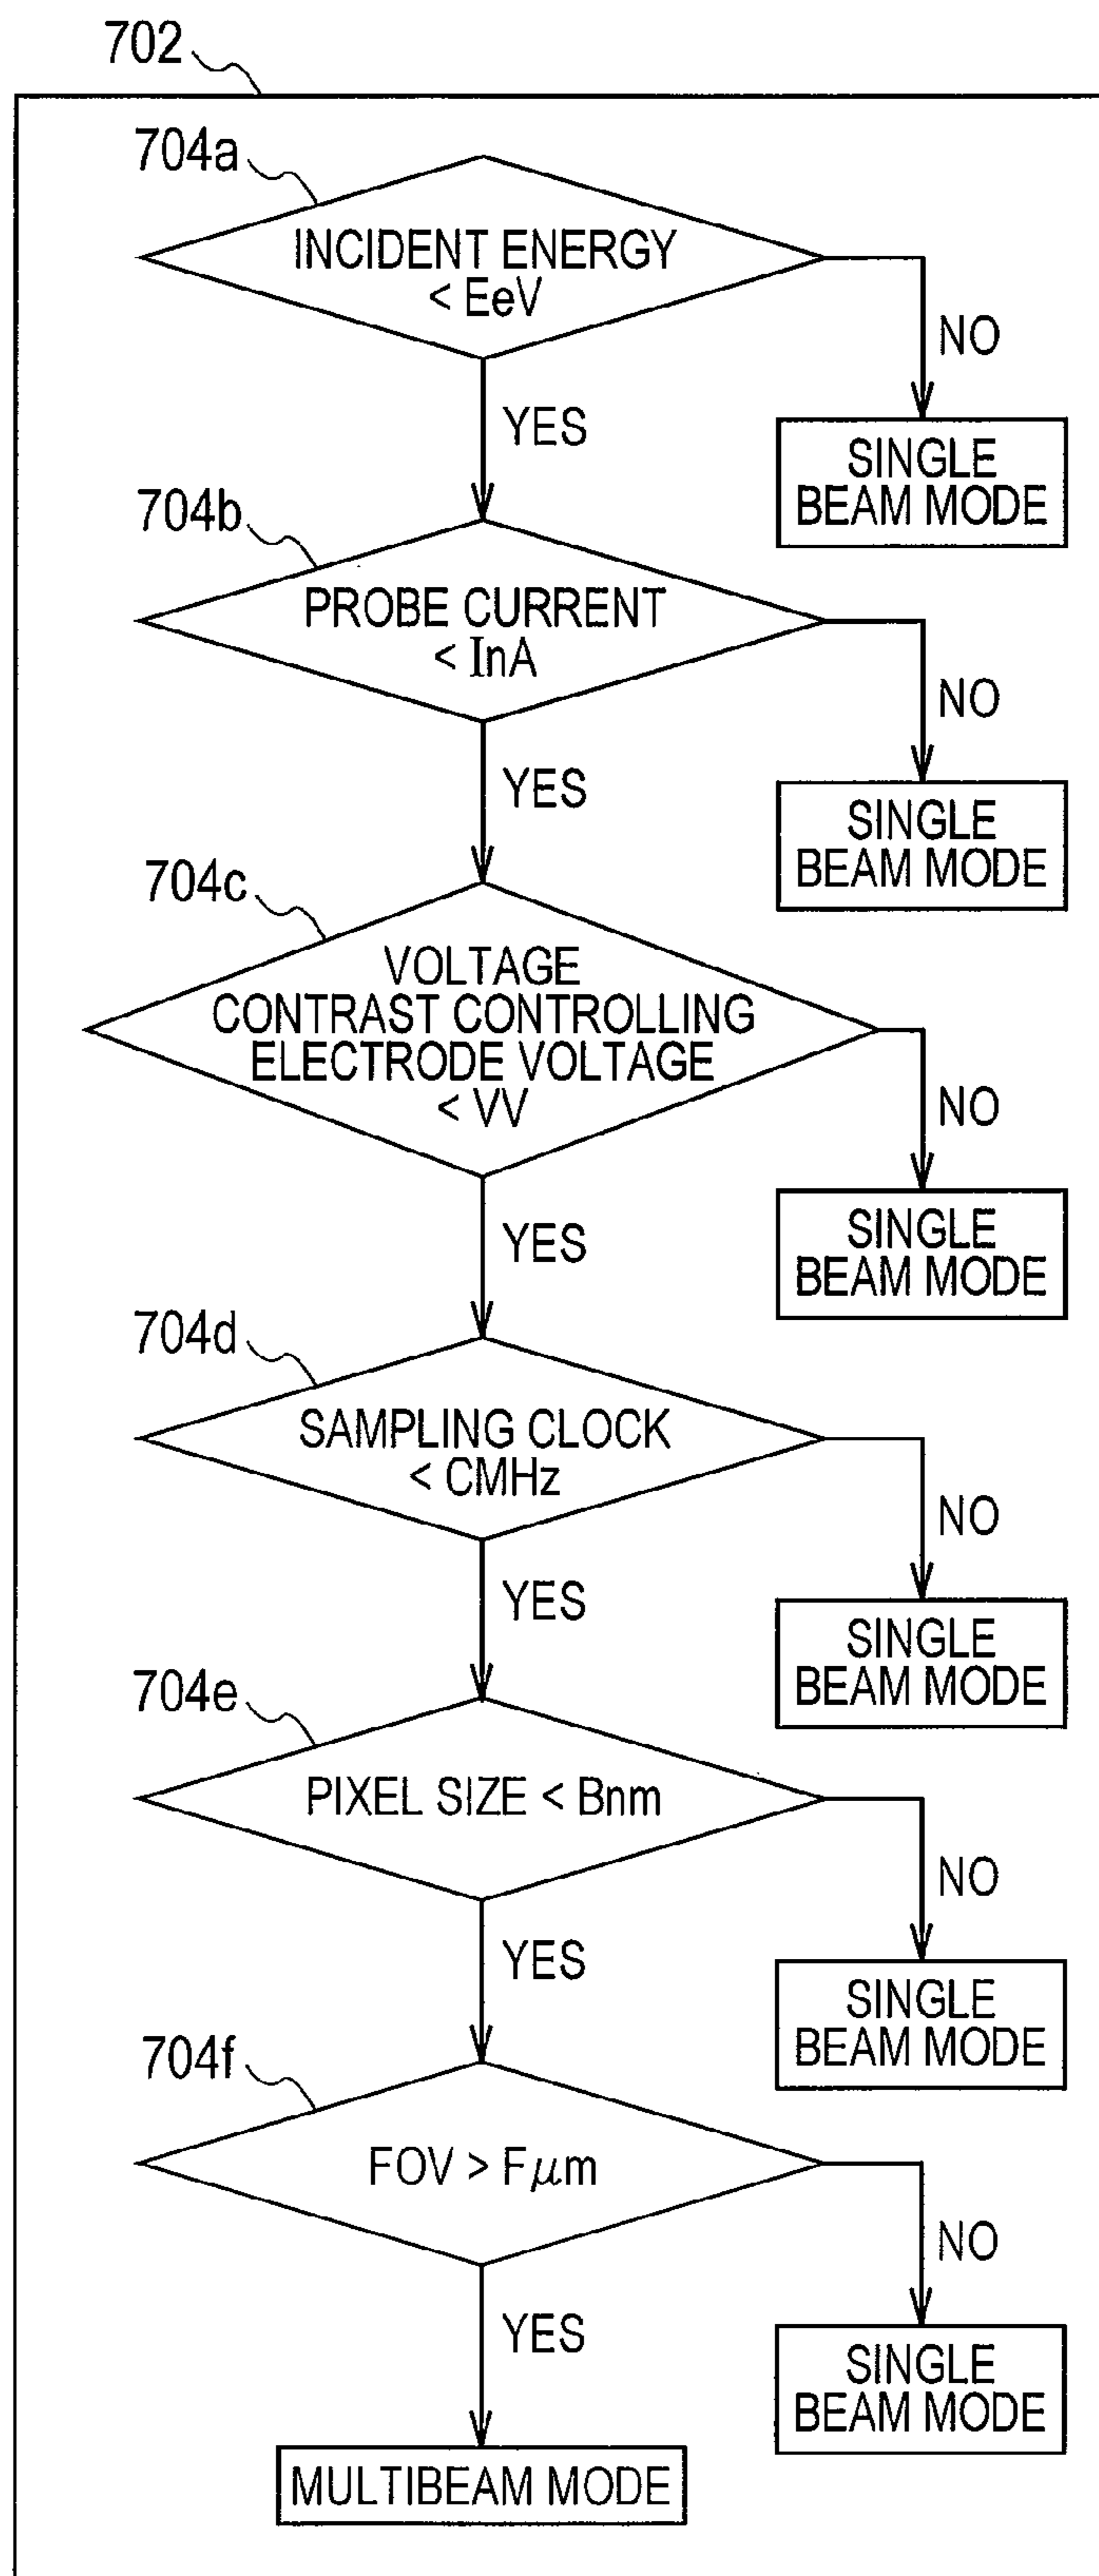 702
704a
INCIDENT ENERGY
< EeV
NO
YES
SINGLE
BEAM MODE
704b
PROBE CURRENT
< InA
NO
YES
SINGLE
BEAM MODE
704c
VOLTAGE
CONTRAST CONTROLLING
ELECTRODE VOLTAGE
< VV
NO
YES
SINGLE
BEAM MODE
704d
SAMPLING CLOCK
< CMHz
NO
YES
SINGLE
BEAM MODE
704e
PIXEL SIZE < Bnm
NO
YES
SINGLE
BEAM MODE
704f
FOV > Fμm
NO
YES
SINGLE
BEAM MODE
MULTIBEAM MODE